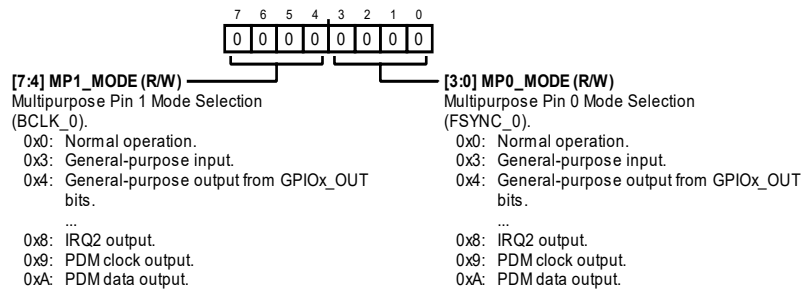 7 6 5 4 3 2 1 0
0 0 0 0 0 0 0 0
[7:4] MP1_MODE (R/W)
Multipurpose Pin 1 Mode Selection
(BCLK_0).
0x0: Normal operation.
0x3: General-purpose input.
0x4: General-purpose output from GPIOx_OUT
bits.
...
0x8: IRQ2 output.
0x9: PDM clock output.
0xA: PDM data output.
[3:0] MP0_MODE (R/W)
Multipurpose Pin 0 Mode Selection
(FSYNC_0).
0x0: Normal operation.
0x3: General-purpose input.
0x4: General-purpose output from GPIOx_OUT
bits.
...
0x8: IRQ2 output.
0x9: PDM clock output.
0xA: PDM data output.